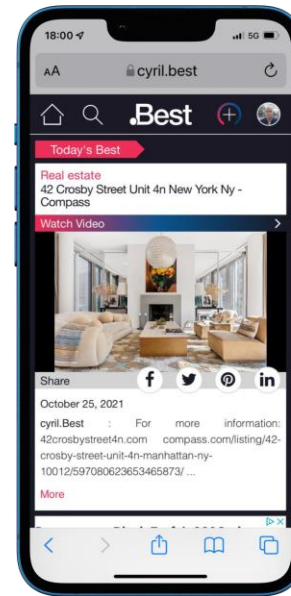 18:00
5G
AA
cyril.best
.Best
Today's Best
Real estate
42 Crosby Street Unit 4n New York Ny -
Compass
Watch Video
Share
October 25, 2021
cyril.Best : For more information:
42crosbystreet4n.com compass.com/listing/42-
crosby-street-unit-4n-manhattan-ny-
10012/597080623653465873/ ...
More